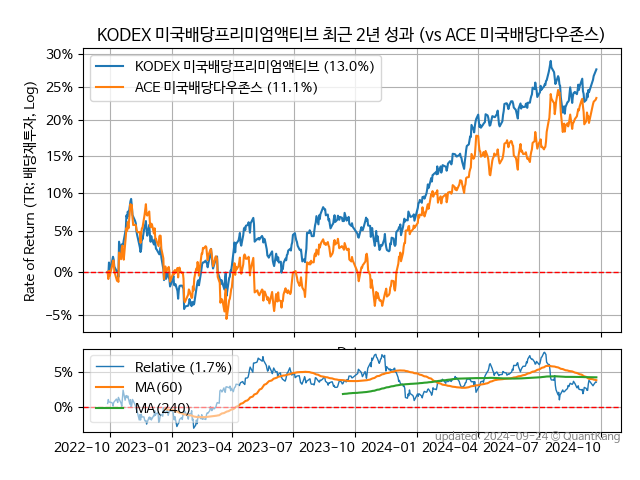 KODEX 미국배당프리미엄액티브 최근 2년 성과 (vs ACE 미국배당다우존스)
Rate of Return (TR: 배당재투자, Log)
30%
25%
20%
15%
10%
5%
0%
−5%
KODEX 미국배당프리미엄액티브 (13.0%)
ACE 미국배당다우존스 (11.1%)
5%
0%
Relative (1.7%)
MA(60)
MA(240)
updated: 2024-09-24 © QuantKang
2022-10 2023-01 2023-04 2023-07 2023-10 2024-01 2024-04 2024-07 2024-10